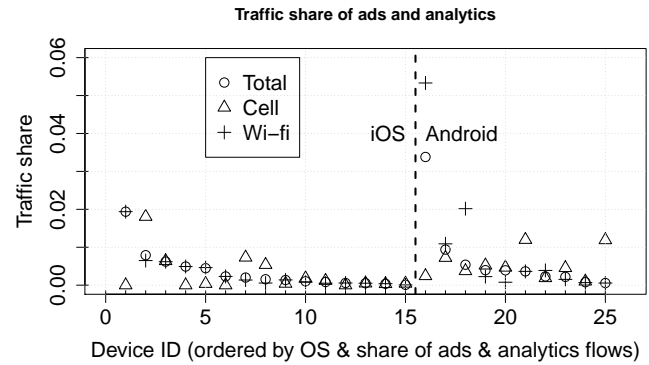 Traffic share of ads and analytics
Traffic share
0.06
0.04
0.02
0.00
Total
Cell
Wi−fi
iOS
Android
0 5 10 15 20 25
Device ID (ordered by OS & share of ads & analytics flows)